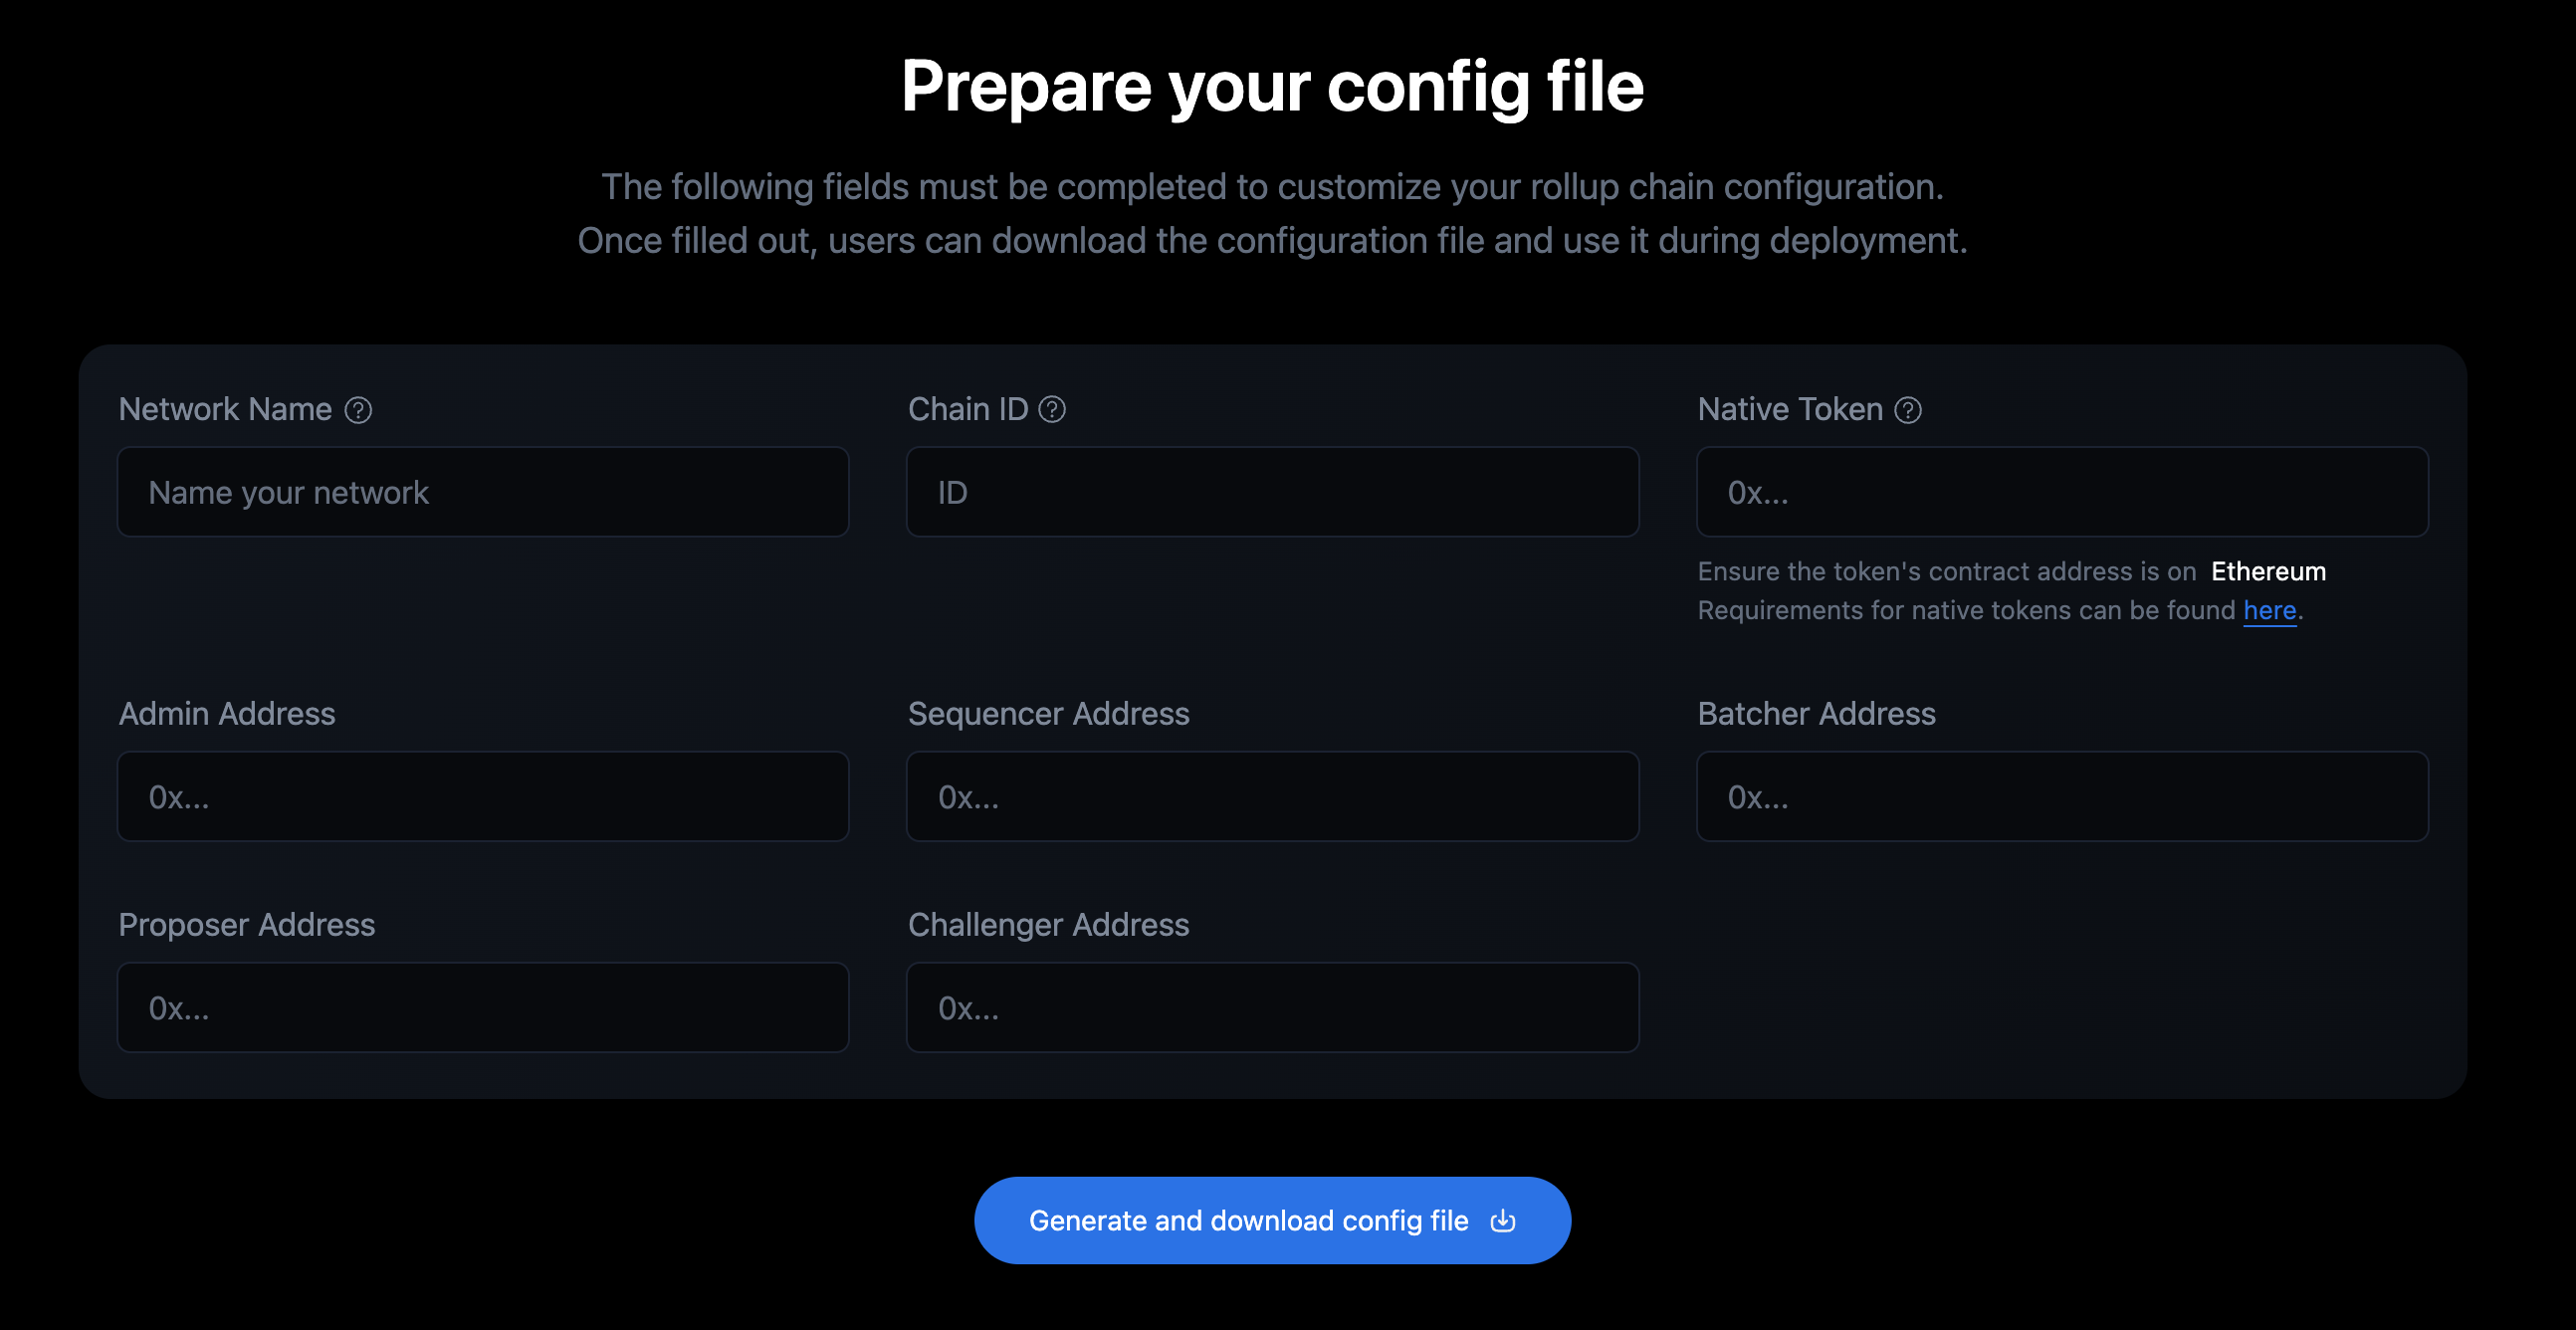 Prepare your config file
The following fields must be completed to customize your rollup chain configuration.
Once filled out, users can download the configuration file and use it during deployment.
Network Name
Chain ID
Native Token
Name your network
ID
0x...
Ensure the token's contract address is on Ethereum
Requirements for native tokens can be found here.
Admin Address
Sequencer Address
Batcher Address
0x...
0x...
0x...
Proposer Address
Challenger Address
0x...
0x...
Generate and download config file